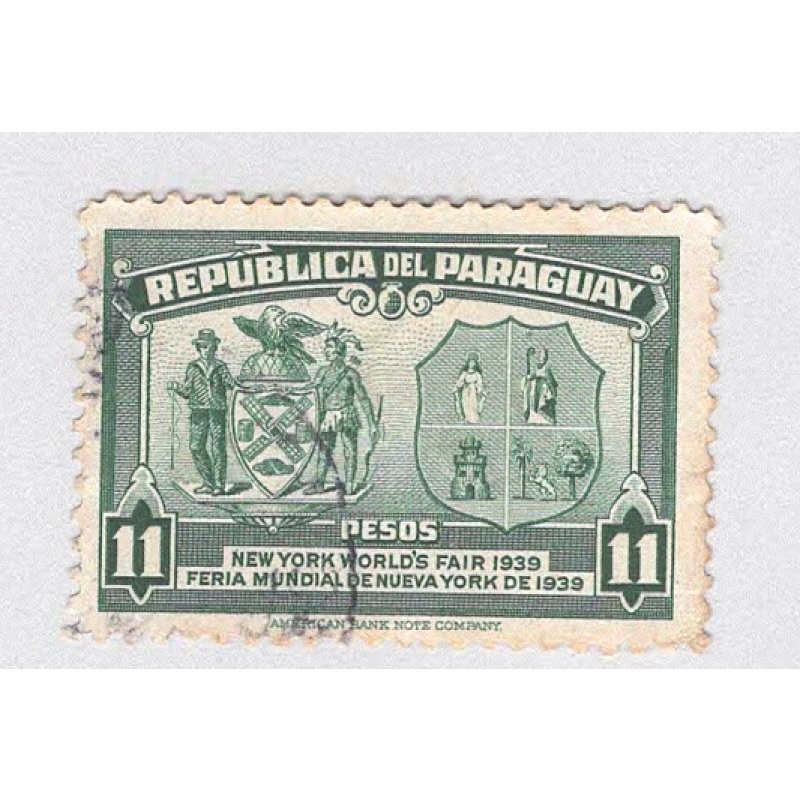 REPÚBLICA DEL PARAGUAY
PESOS
11 11
NEW YORK WORLD'S FAIR 1939
FERIA MUNDIAL DE NUEVA YORK DE 1939
AMERICAN BANK NOTE COMPANY.